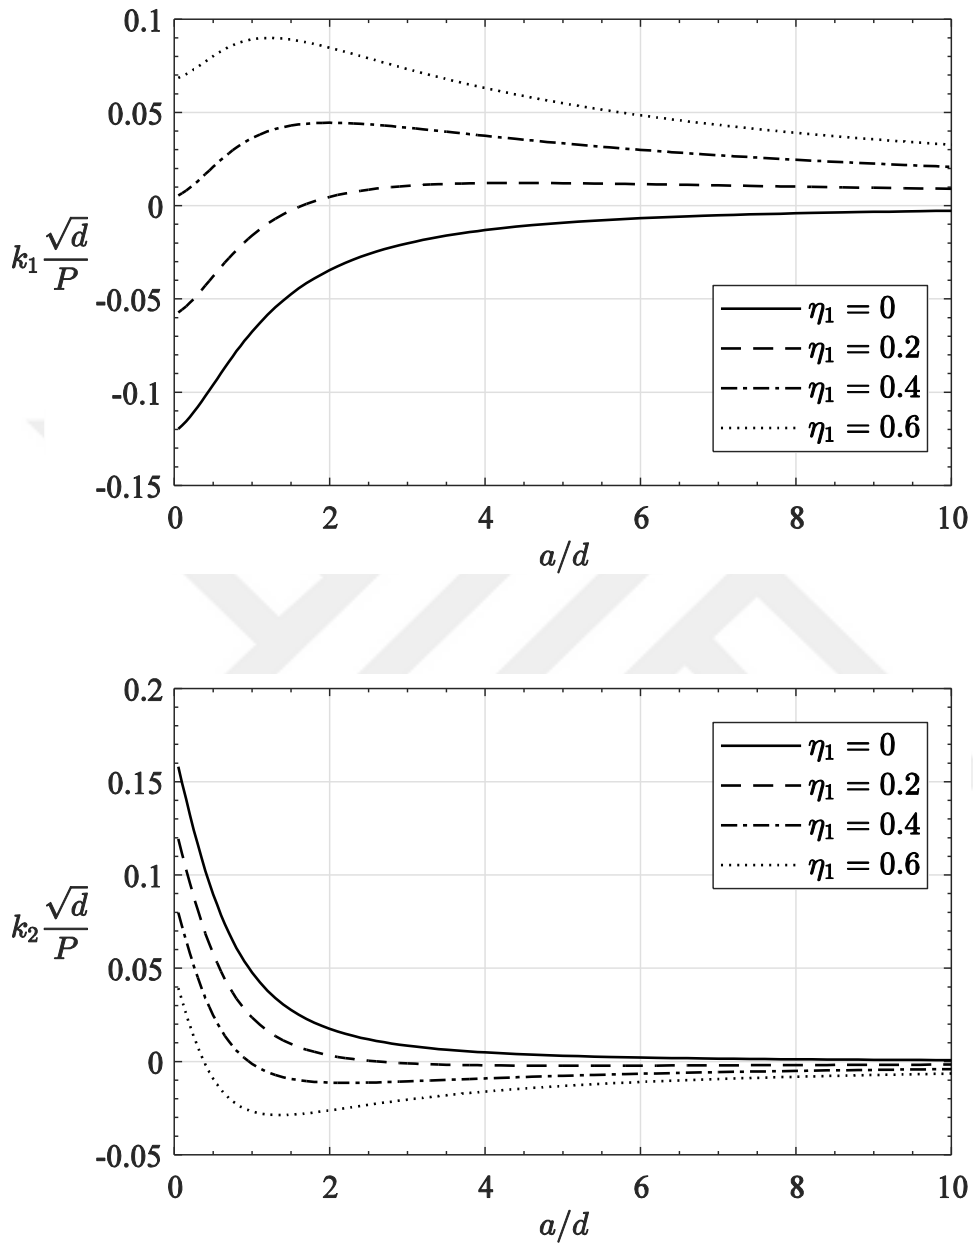 0.1
0.05
0
-0.05
-0.1
-0.15
k₁ √d / P
η₁ = 0
η₁ = 0.2
η₁ = 0.4
η₁ = 0.6
0 2 4 6 8 10
a/d
0.2
0.15
0.1
0.05
0
-0.05
k₂ √d / P
η₁ = 0
η₁ = 0.2
η₁ = 0.4
η₁ = 0.6
0 2 4 6 8 10
a/d